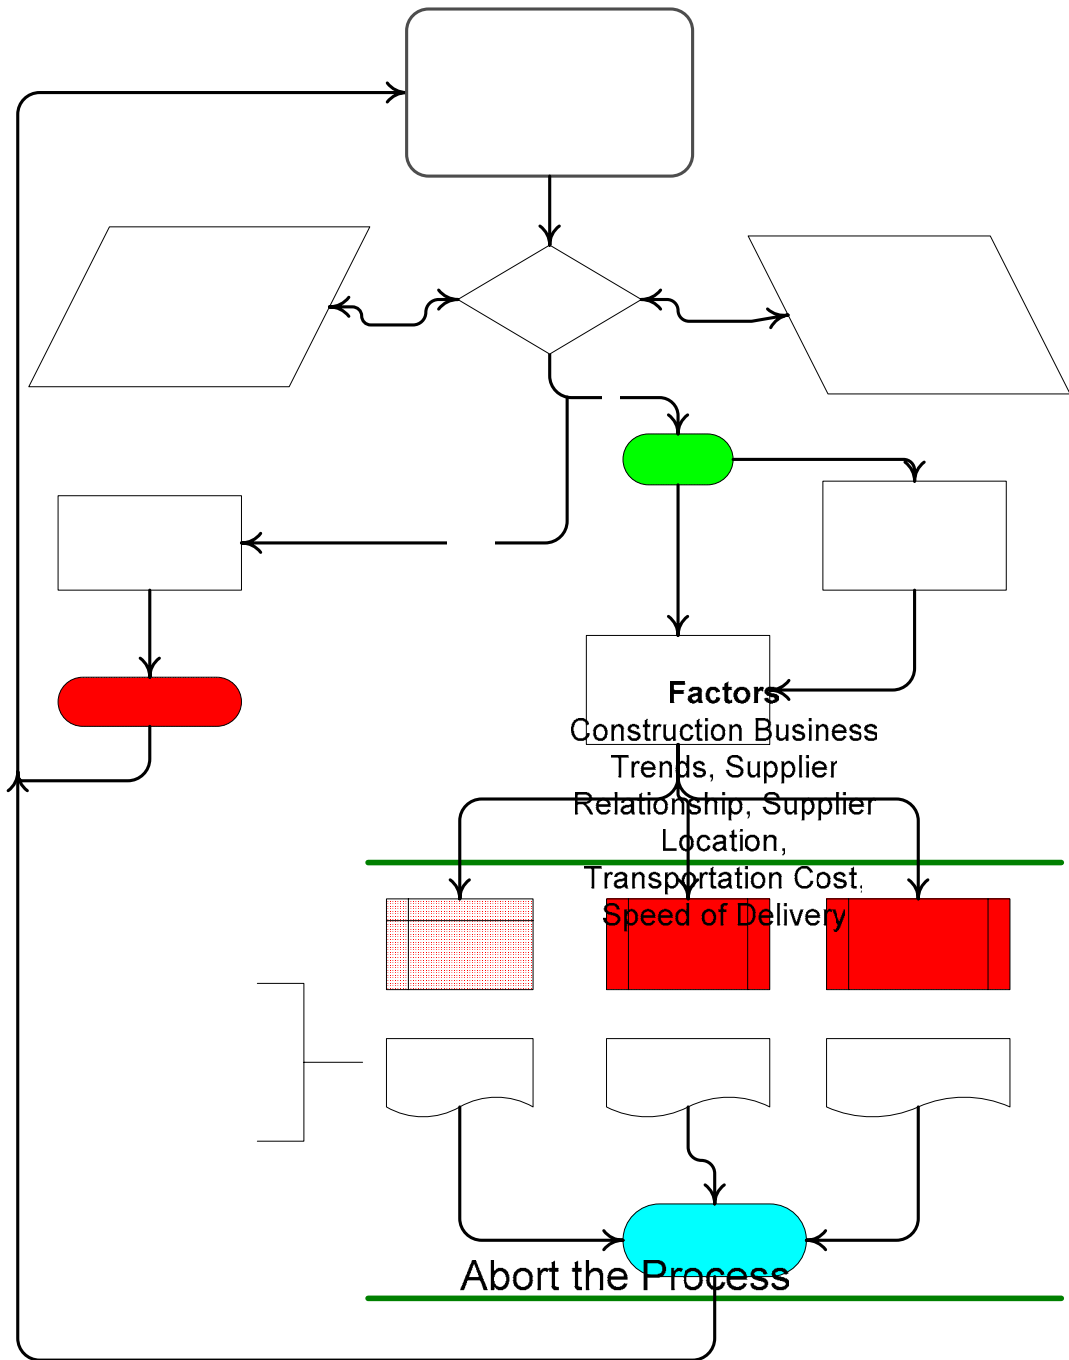 Factors
Construction Business
Trends, Supplier
Relationship, Supplier
Location,
Transportation Cost,
Speed of Delivery
Abort the Process